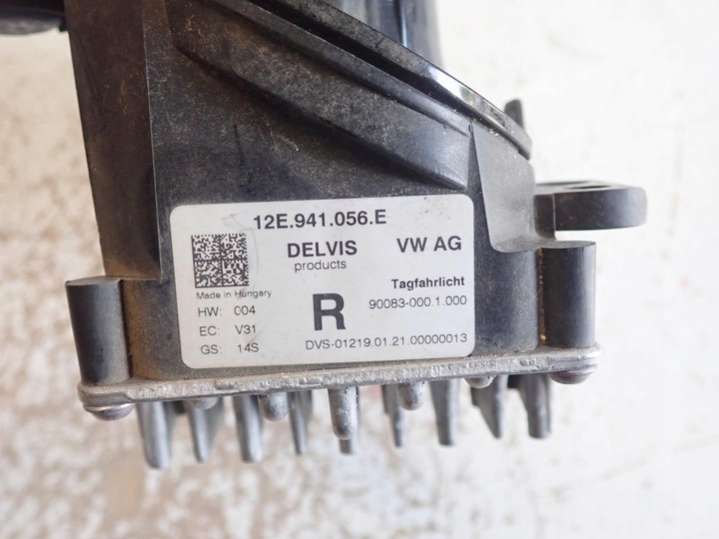 12E.941.056.E
DELVIS VW AG
products
Made in Hungary
Tagfahrlicht
HW: 004
R
90083-000.1.000
EC: V31
GS: 14S
DVS-01219.01.21.00000013